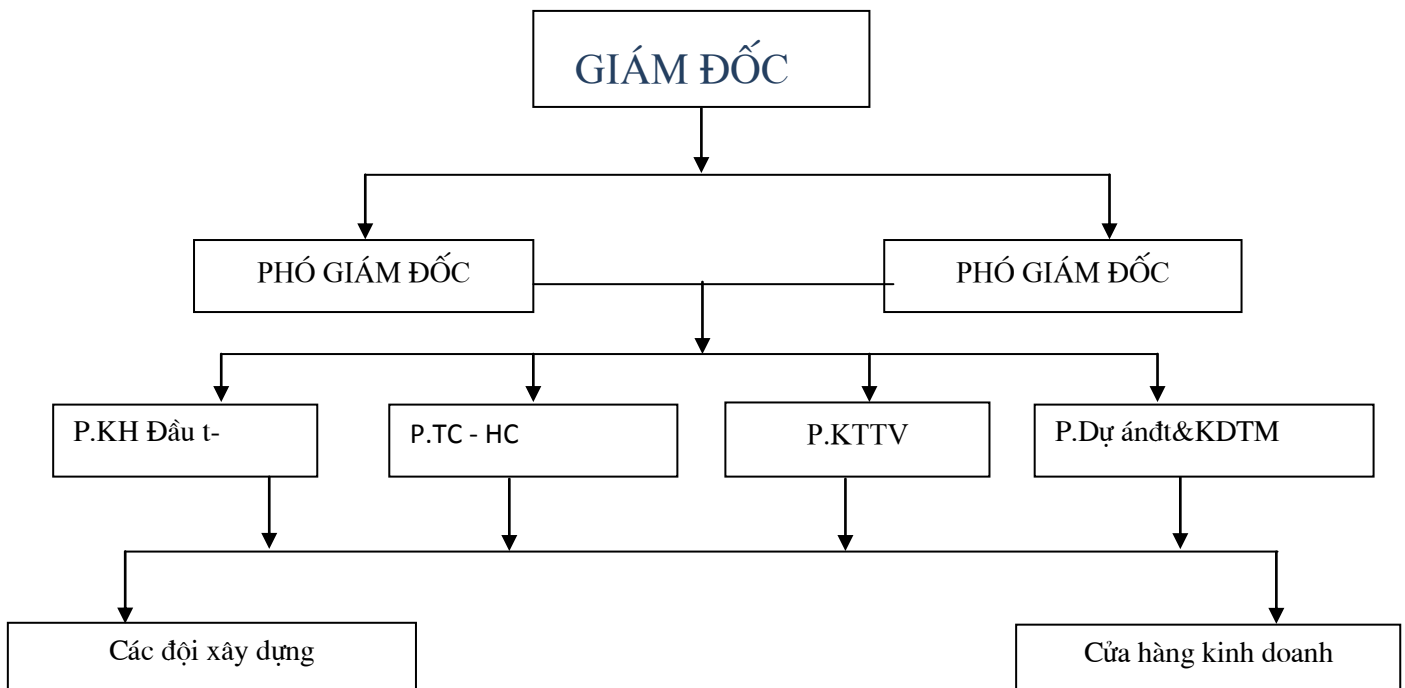 GIÁM ĐỐC
PHÓ GIÁM ĐỐC
PHÓ GIÁM ĐỐC
P.KH Đầu t-
P.TC - HC
P.KTTV
P.Dự ánđt&KDTM
Các đội xây dựng
Cửa hàng kinh doanh